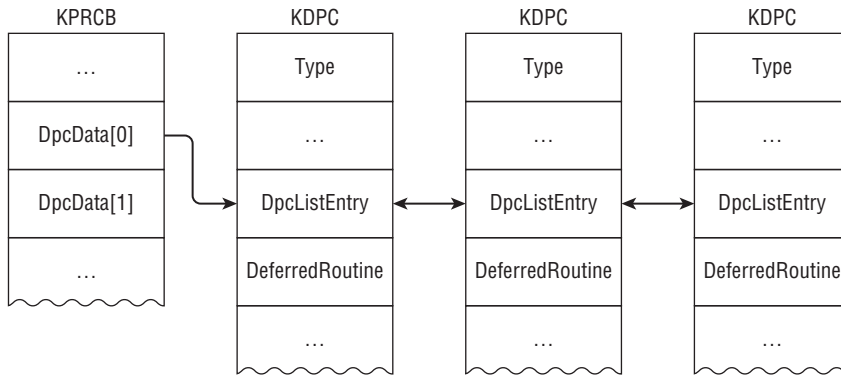 KPRCB
KDPC
KDPC
KDPC
...
Type
Type
Type
DpcData[0]
...
...
...
DpcData[1]
DpcListEntry
DpcListEntry
DpcListEntry
...
DeferredRoutine
DeferredRoutine
DeferredRoutine
...
...
...